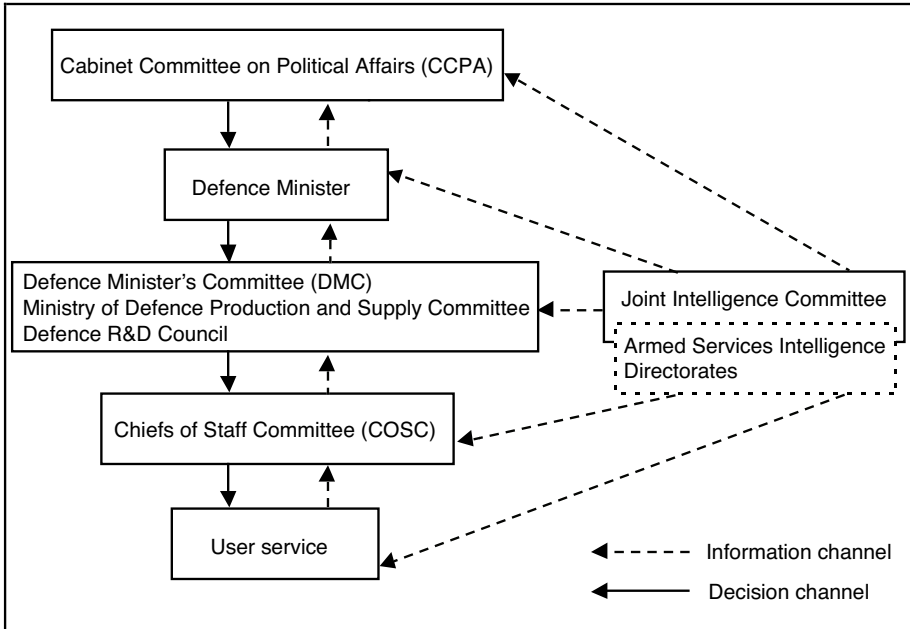 Cabinet Committee on Political Affairs (CCPA)
Defence Minister
Defence Minister's Committee (DMC)
Ministry of Defence Production and Supply Committee
Defence R&D Council
Joint Intelligence Committee
Armed Services Intelligence
Directorates
Chiefs of Staff Committee (COSC)
User service
Information channel
Decision channel